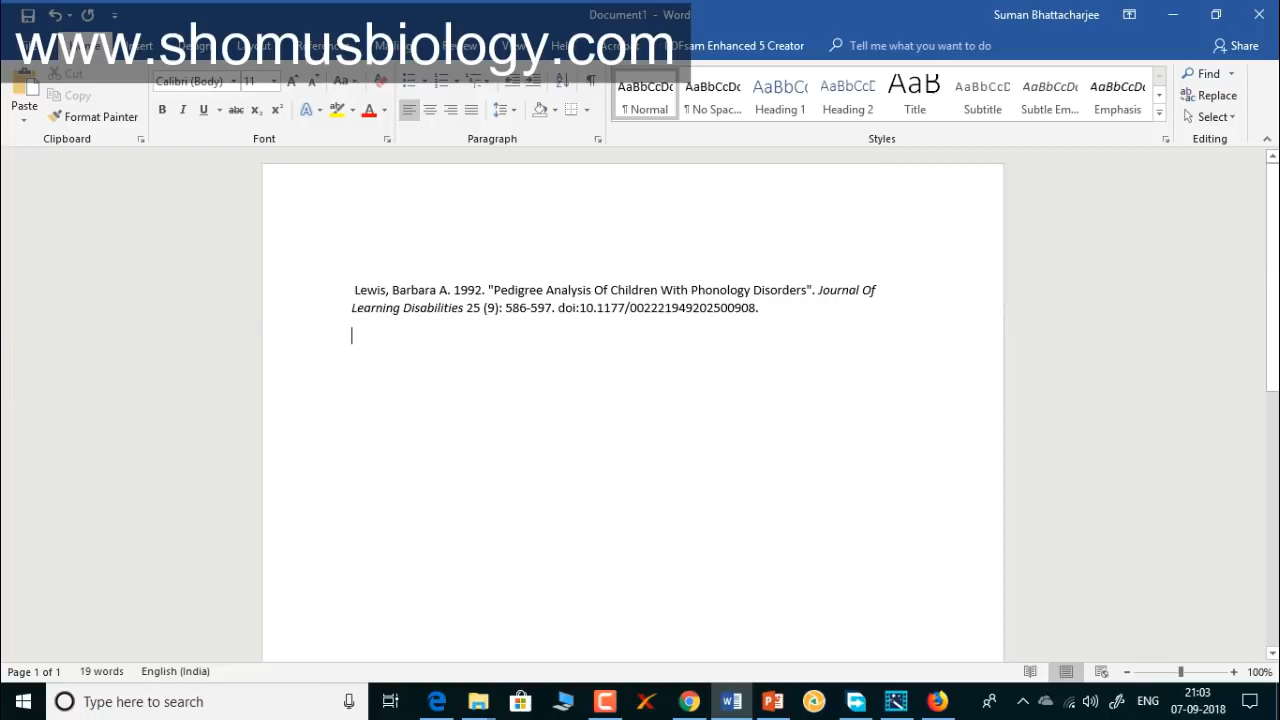 Document1 - Word
Suman Bhattacharjee
www.shomusbiology.com
Help
PDFsam Enhanced 5 Creator
Tell me what you want to do
Share
Paste
Cut
Copy
Format Painter
Clipboard
Calibri (Body)
11
Font
Paragraph
AaBbCcDc
¶ Normal
AaBbCcDc
¶ No Spac...
AaBbCc
Heading 1
AaBbCcD
Heading 2
AaB
Title
AaBbCcD
Subtitle
AaBbCcDc
Subtle Em...
AaBbCcDc
Emphasis
Styles
Find
Replace
Select
Editing
Lewis, Barbara A. 1992. "Pedigree Analysis Of Children With Phonology Disorders". Journal Of
Learning Disabilities 25 (9): 586-597. doi:10.1177/002221949202500908.
Page 1 of 1
19 words
English (India)
100%
Type here to search
ENG
21:03
07-09-2018